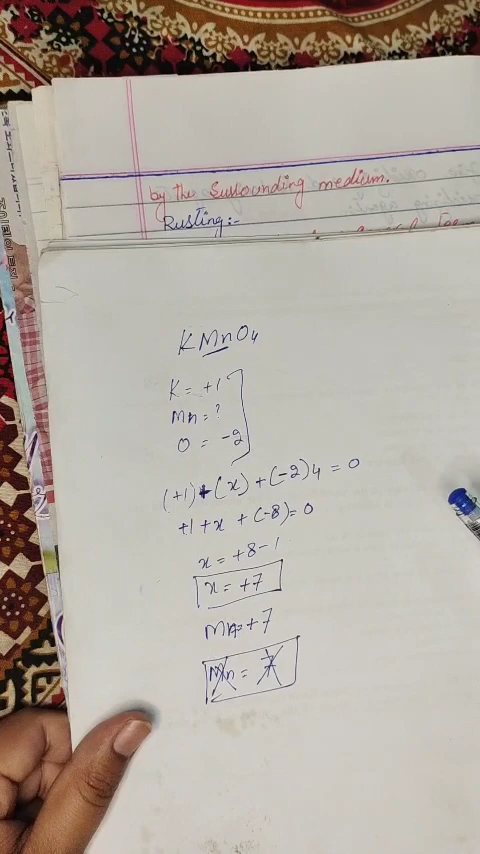 by the surrounding medium.
Rusting:-
KMnO₄
K = +1
Mn = ?
O = -2
(+1) + (x) + (-2)4 = 0
+1 + x + (-8) = 0
x = +8 - 1
x = +7
Mn = +7
Mn = 7